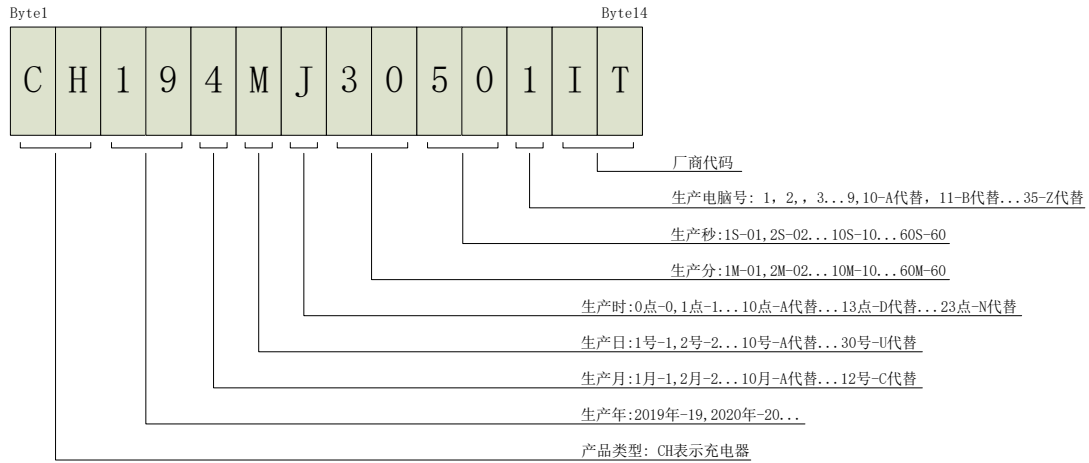 Byte1 Byte14
C H 1 9 4 M J 3 0 5 0 1 I T
厂商代码
生产电脑号: 1, 2,, 3...9,10-A代替, 11-B代替...35-Z代替
生产秒:1S-01,2S-02...10S-10...60S-60
生产分:1M-01,2M-02...10M-10...60M-60
生产时:0点-0,1点-1...10点-A代替...13点-D代替...23点-N代替
生产日:1号-1,2号-2...10号-A代替...30号-U代替
生产月:1月-1,2月-2...10月-A代替...12号-C代替
生产年:2019年-19,2020年-20...
产品类型: CH表示充电器